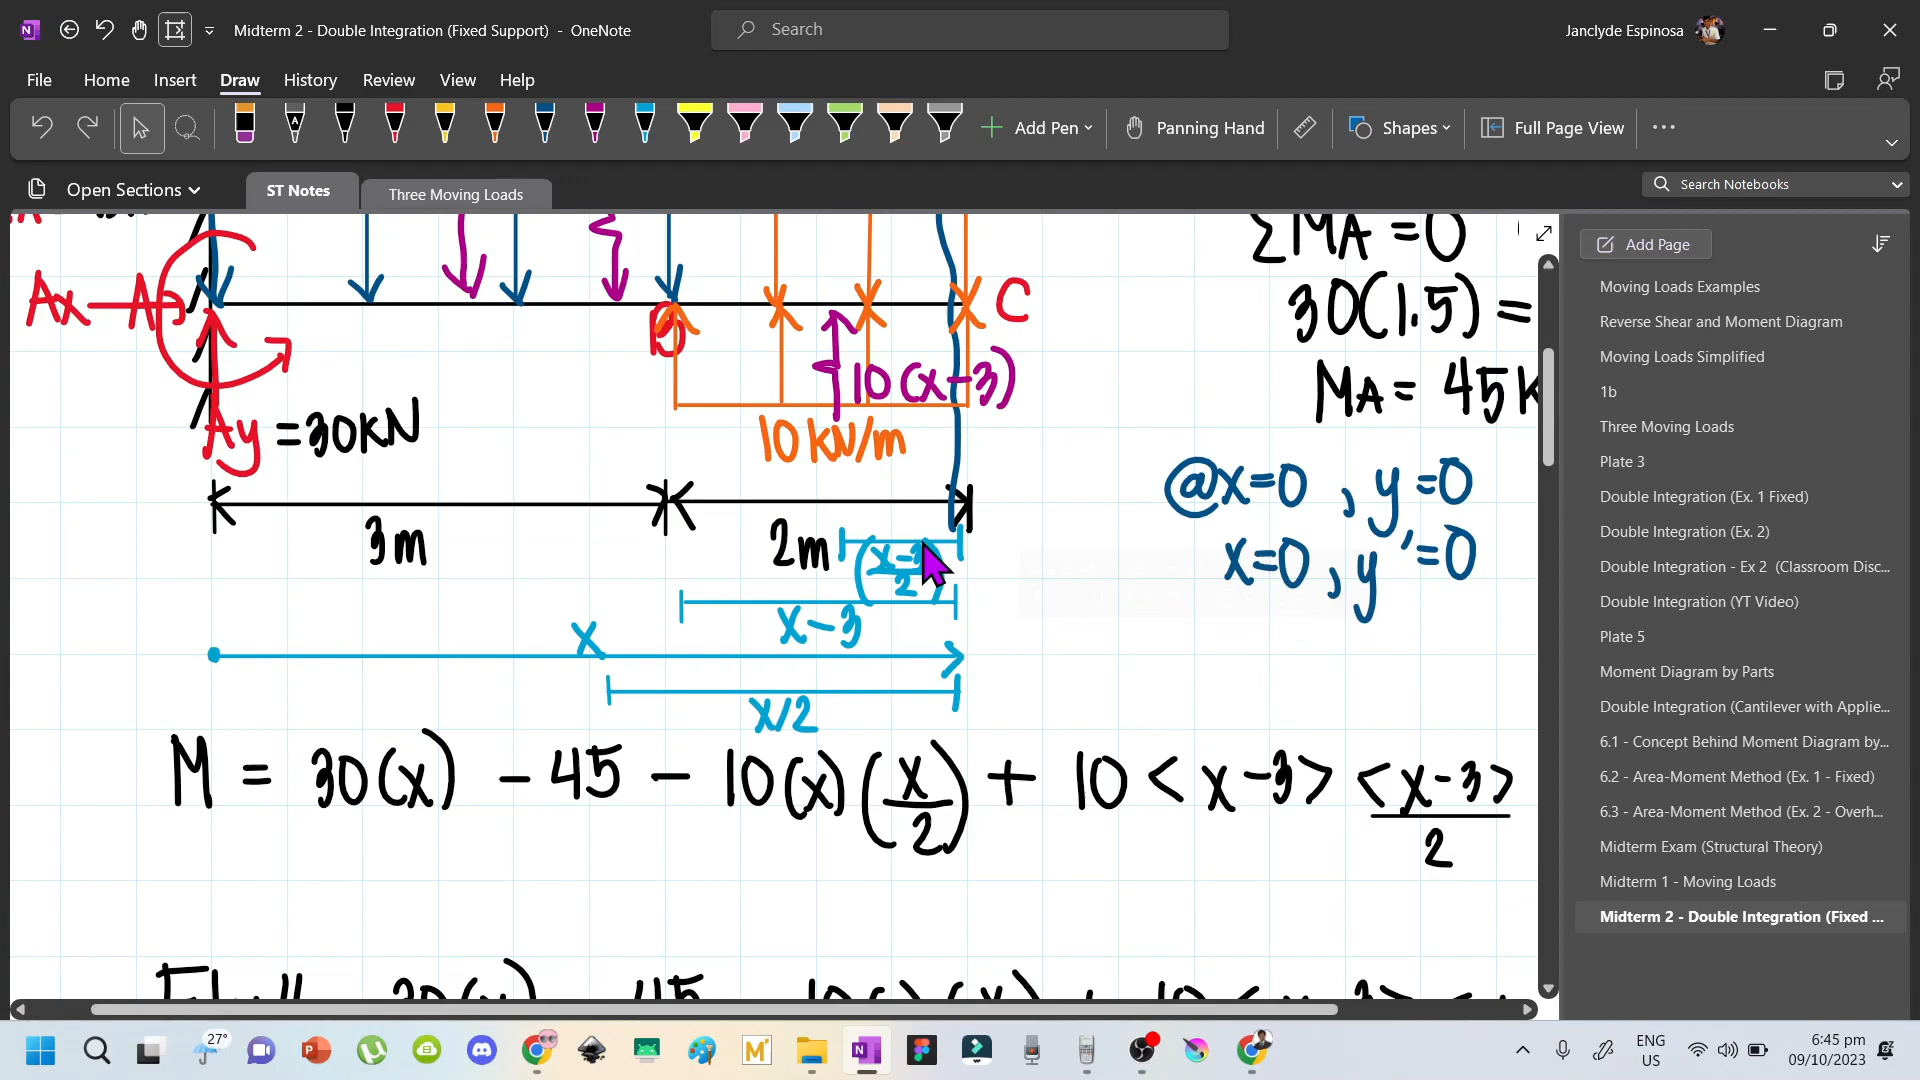 Midterm 2 - Double Integration (Fixed Support) - OneNote
Search
Janclyde Espinosa
File Home Insert Draw History Review View Help
Add Pen
Panning Hand
Shapes
Full Page View
Open Sections
ST Notes
Three Moving Loads
Search Notebooks
Add Page
Moving Loads Examples
Reverse Shear and Moment Diagram
Moving Loads Simplified
1b
Three Moving Loads
Plate 3
Double Integration (Ex. 1 Fixed)
Double Integration (Ex. 2)
Double Integration - Ex 2 (Classroom Disc...
Double Integration (YT Video)
Plate 5
Moment Diagram by Parts
Double Integration (Cantilever with Applie...
6.1 - Concept Behind Moment Diagram by...
6.2 - Area-Moment Method (Ex. 1 - Fixed)
6.3 - Area-Moment Method (Ex. 2 - Overh...
Midterm Exam (Structural Theory)
Midterm 1 - Moving Loads
Midterm 2 - Double Integration (Fixed ...
ΣMA = 0
30(1.5) =
MA = 45K
Ax A
B
C
10(x-3)
Ay = 30KN
10 kN/m
@x=0 , y=0
x=0 , y'=0
3m
2m
(x-3/2)
x-3
x
x/2
M = 30(x) - 45 - 10(x)(x/2) + 10<x-3> <x-3>/2
27°
ENG
US
6:45 pm
09/10/2023